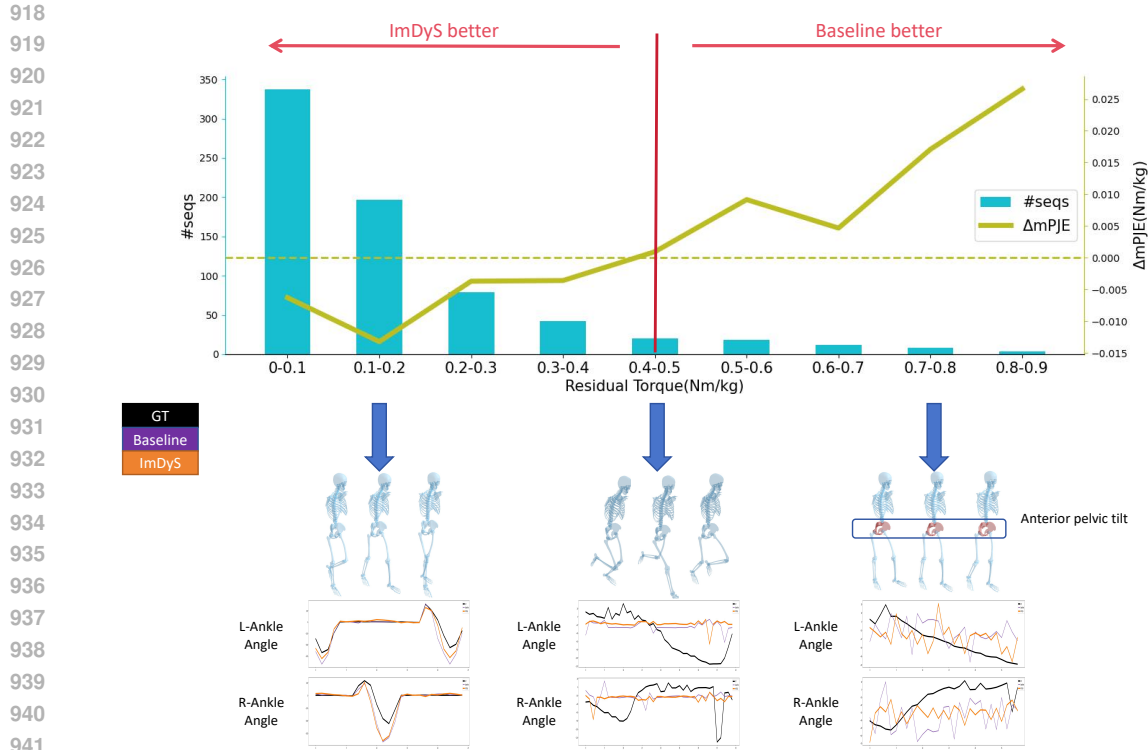 918
919
920
921
922
923
924
925
926
927
928
929
930
931
932
933
934
935
936
937
938
939
940
941
ImDyS better
Baseline better
350
300
250
200
150
100
50
0
#seqs
0.025
0.020
0.015
0.010
0.005
0.000
−0.005
−0.010
−0.015
ΔmPJE(Nm/kg)
#seqs
ΔmPJE
0-0.1 0.1-0.2 0.2-0.3 0.3-0.4 0.4-0.5 0.5-0.6 0.6-0.7 0.7-0.8 0.8-0.9
Residual Torque(Nm/kg)
GT
Baseline
ImDyS
Anterior pelvic tilt
L-Ankle
Angle
L-Ankle
Angle
L-Ankle
Angle
R-Ankle
Angle
R-Ankle
Angle
R-Ankle
Angle